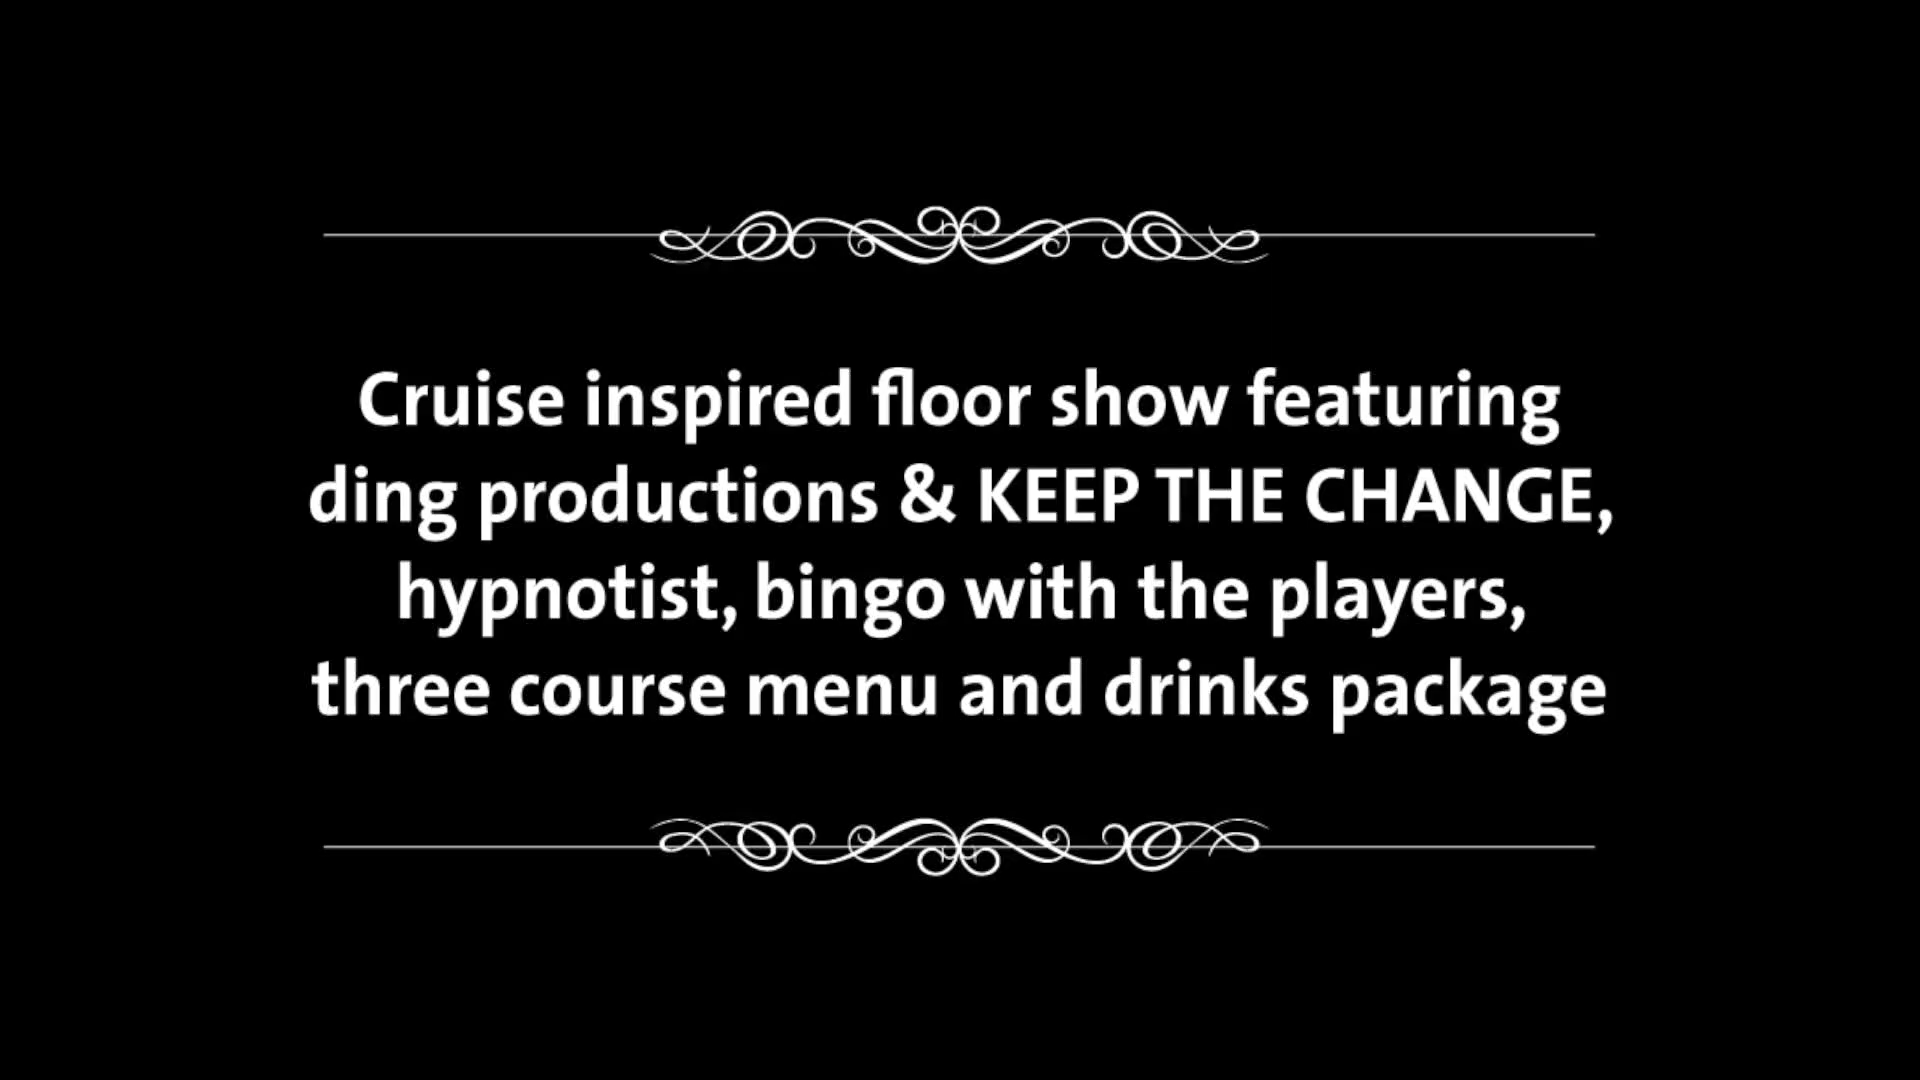 Cruise inspired floor show featuring
ding productions & KEEP THE CHANGE,
hypnotist, bingo with the players,
three course menu and drinks package